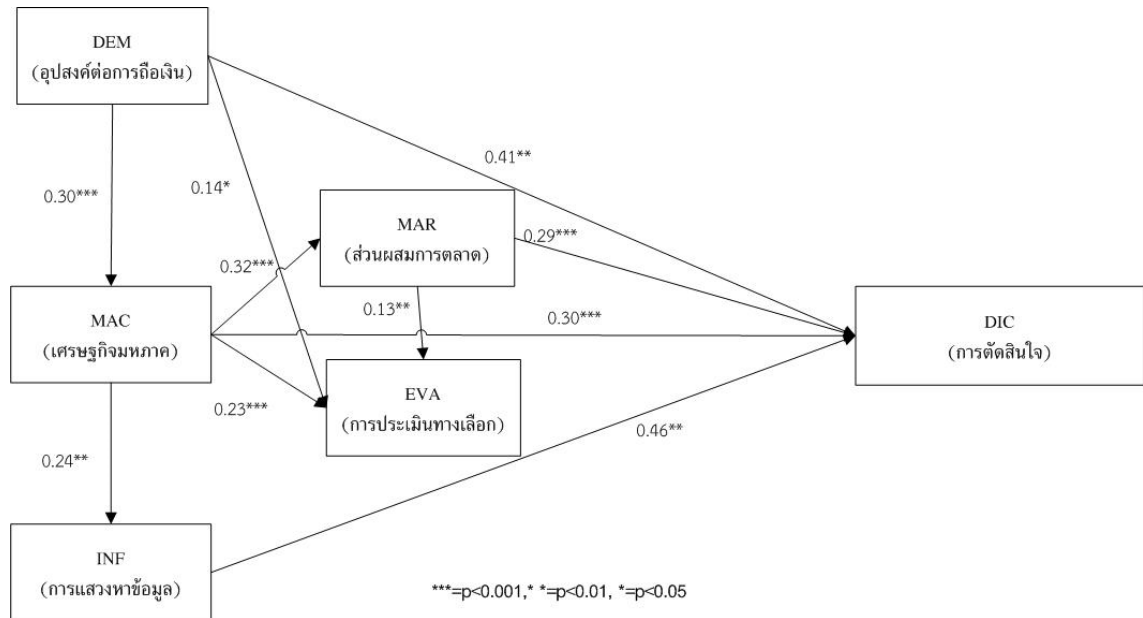 DEM
(อุปสงค์ต่อการถือเงิน)
0.41**
0.30***
0.14*
MAR
(ส่วนผสมการตลาด)
0.29***
0.32***
MAC
(เศรษฐกิจมหภาค)
0.13**
0.30***
DIC
(การตัดสินใจ)
EVA
(การประเมินทางเลือก)
0.23***
0.46**
0.24**
INF
(การแสวงหาข้อมูล)
***=p<0.001,* *=p<0.01, *=p<0.05